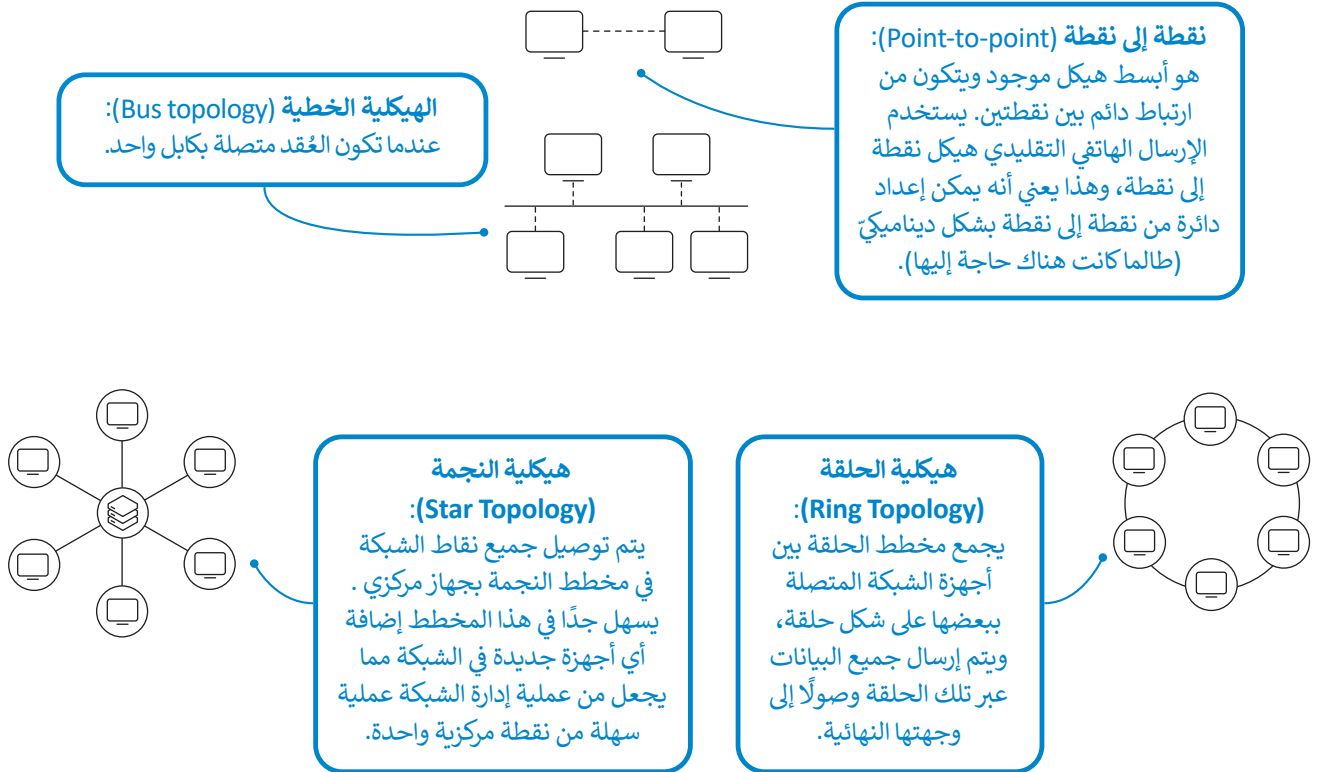 نقطة إلى نقطة (Point-to-point):
هو أبسط هيكل موجود ويتكون من
ارتباط دائم بين نقطتين. يستخدم
الإرسال الهاتفي التقليدي هيكل نقطة
إلى نقطة، وهذا يعني أنه يمكن إعداد
دائرة من نقطة إلى نقطة بشكل ديناميكيّ
(طالما كانت هناك حاجة إليها).
الهيكلية الخطية (Bus topology):
عندما تكون العُقد متصلة بكابل واحد.
هيكلية الحلقة
(Ring Topology):
يجمع مخطط الحلقة بين
أجهزة الشبكة المتصلة
ببعضها على شكل حلقة،
ويتم إرسال جميع البيانات
عبر تلك الحلقة وصولًا إلى
وجهتها النهائية.
هيكلية النجمة
(Star Topology):
يتم توصيل جميع نقاط الشبكة
في مخطط النجمة بجهاز مركزي .
يسهل جدًا في هذا المخطط إضافة
أي أجهزة جديدة في الشبكة مما
يجعل من عملية إدارة الشبكة عملية
سهلة من نقطة مركزية واحدة.